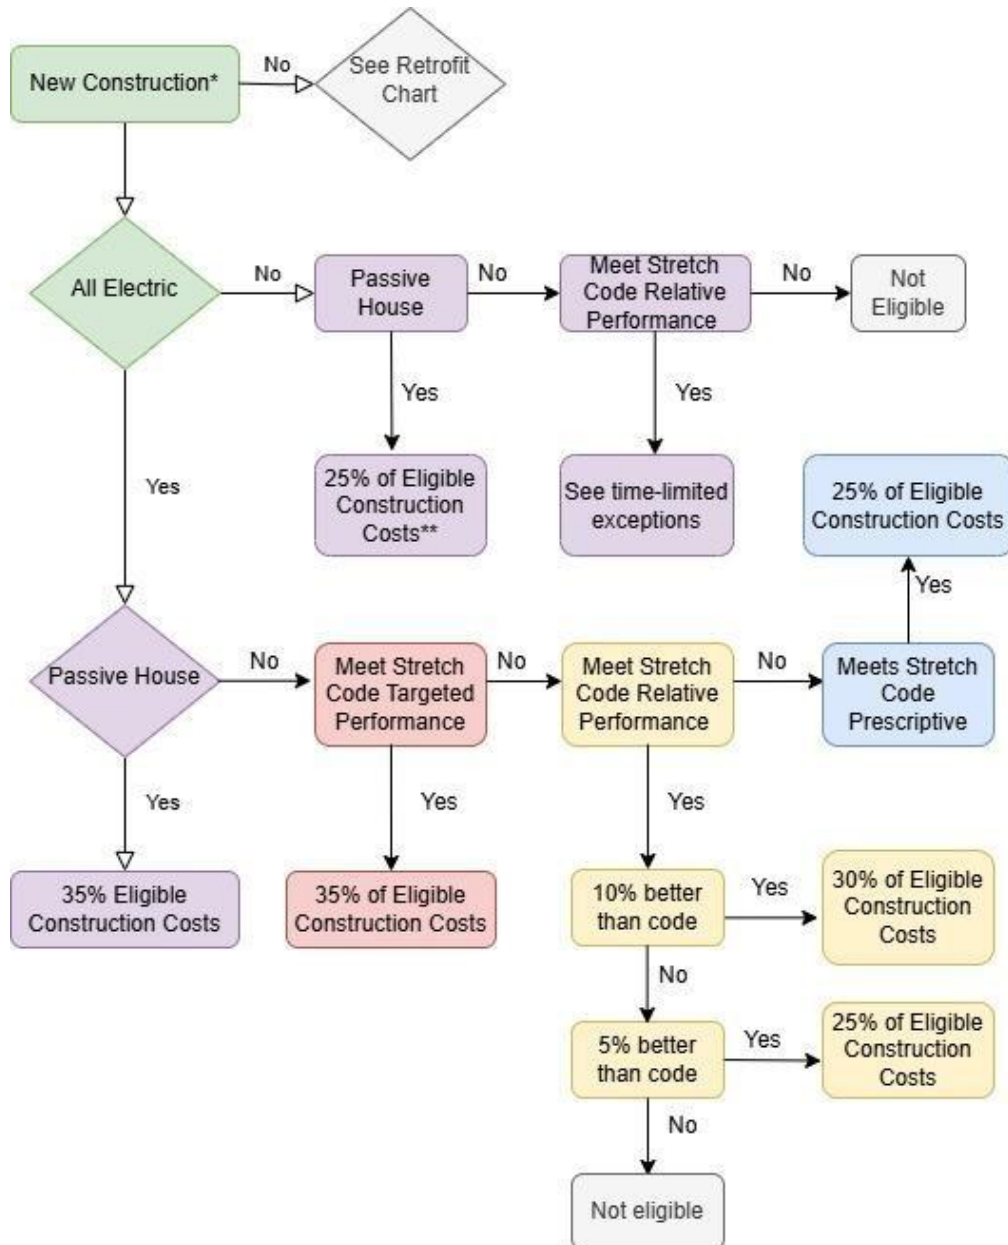 New Construction*
No
See Retrofit
Chart
All Electric
No
Passive
House
No
Meet Stretch
Code Relative
Performance
No
Not
Eligible
Yes
Yes
Yes
25% of Eligible
Construction
Costs**
See time-limited
exceptions
25% of Eligible
Construction Costs
Yes
Passive House
No
Meet Stretch
Code Targeted
Performance
No
Meet Stretch
Code Relative
Performance
No
Meets Stretch
Code
Prescriptive
Yes
Yes
Yes
35% Eligible
Construction Costs
35% of Eligible
Construction Costs
10% better
than code
Yes
30% of Eligible
Construction
Costs
No
5% better
than code
Yes
25% of Eligible
Construction
Costs
No
Not eligible